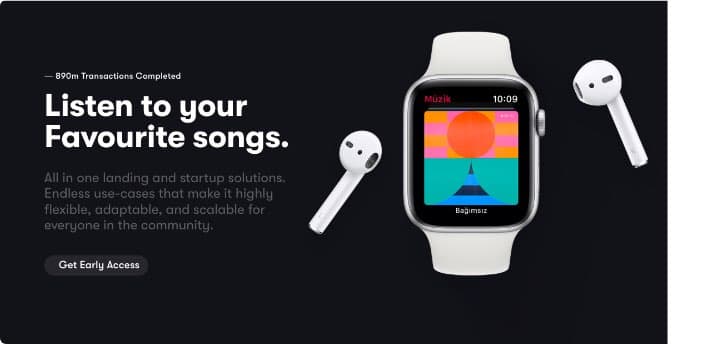 — 890m Transactions Completed
Listen to your
Favourite songs.
All in one landing and startup solutions.
Endless use-cases that make it highly
flexible, adaptable, and scalable for
everyone in the community.
Get Early Access
Müzik 10:09
Bağımsız